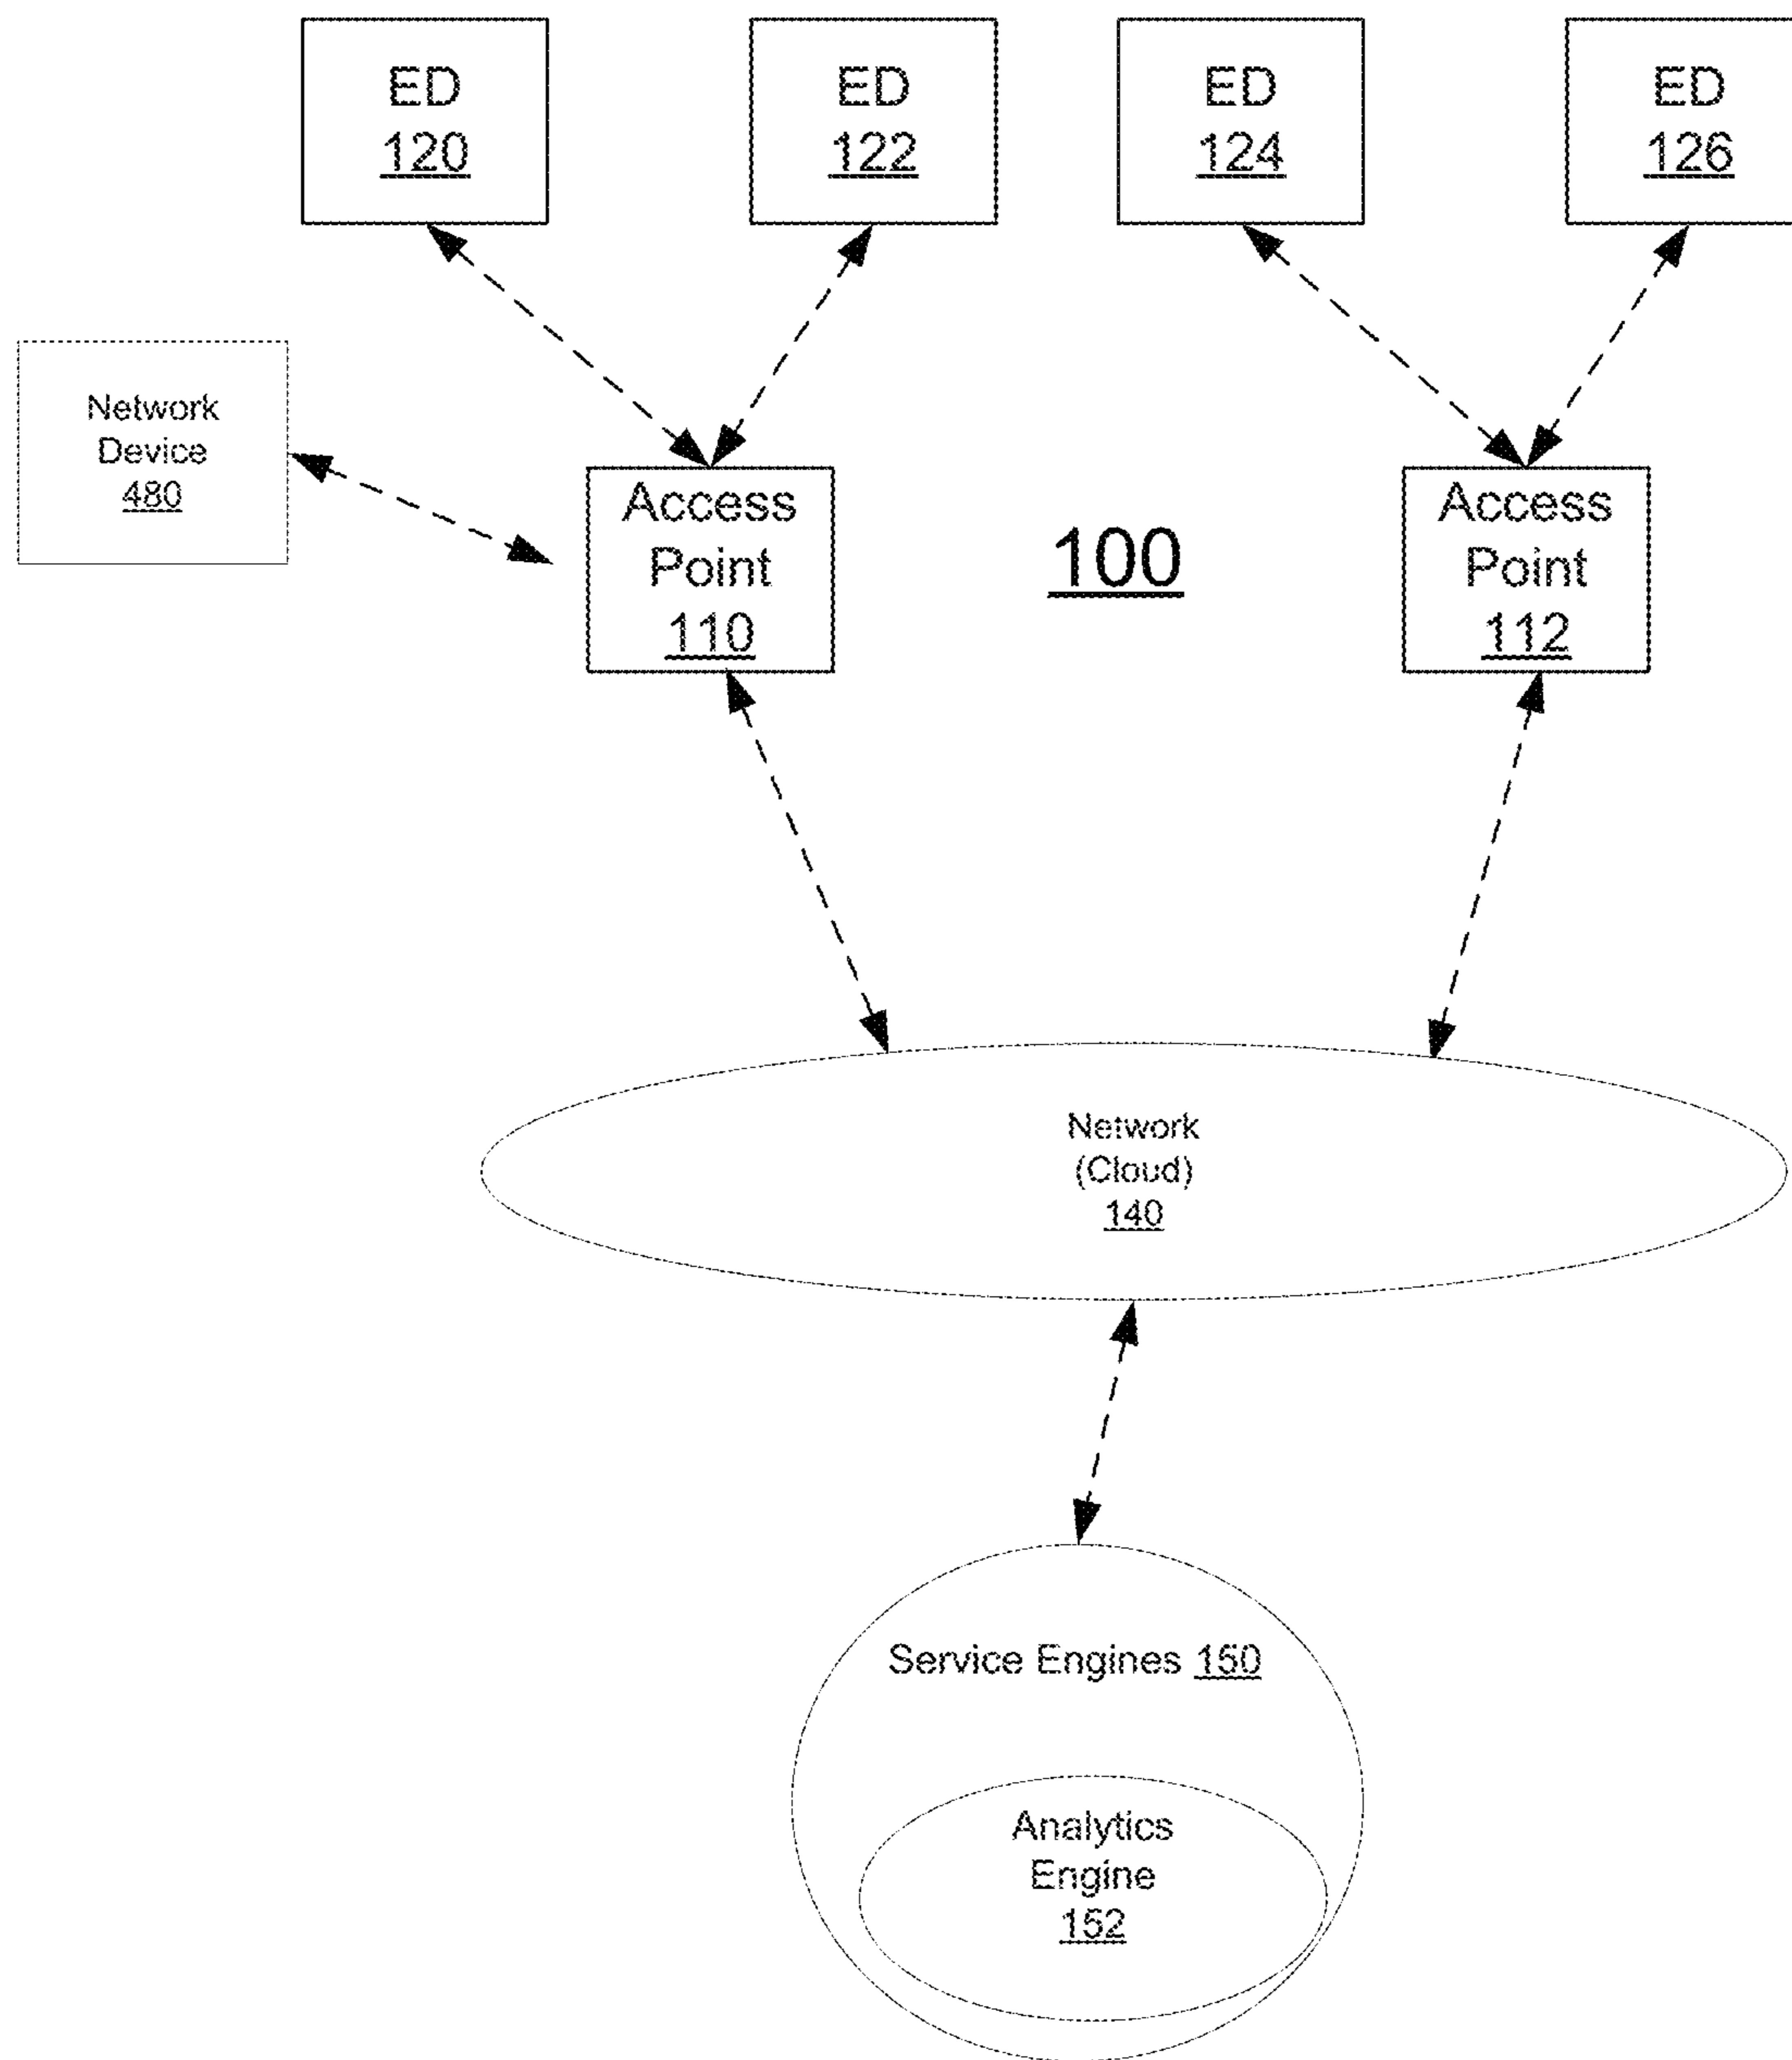 ED
120
ED
122
ED
124
ED
126
Network
Device
480
Access
Point
110
100
Access
Point
112
Network
(Cloud)
140
Service Engines 150
Analytics
Engine
152